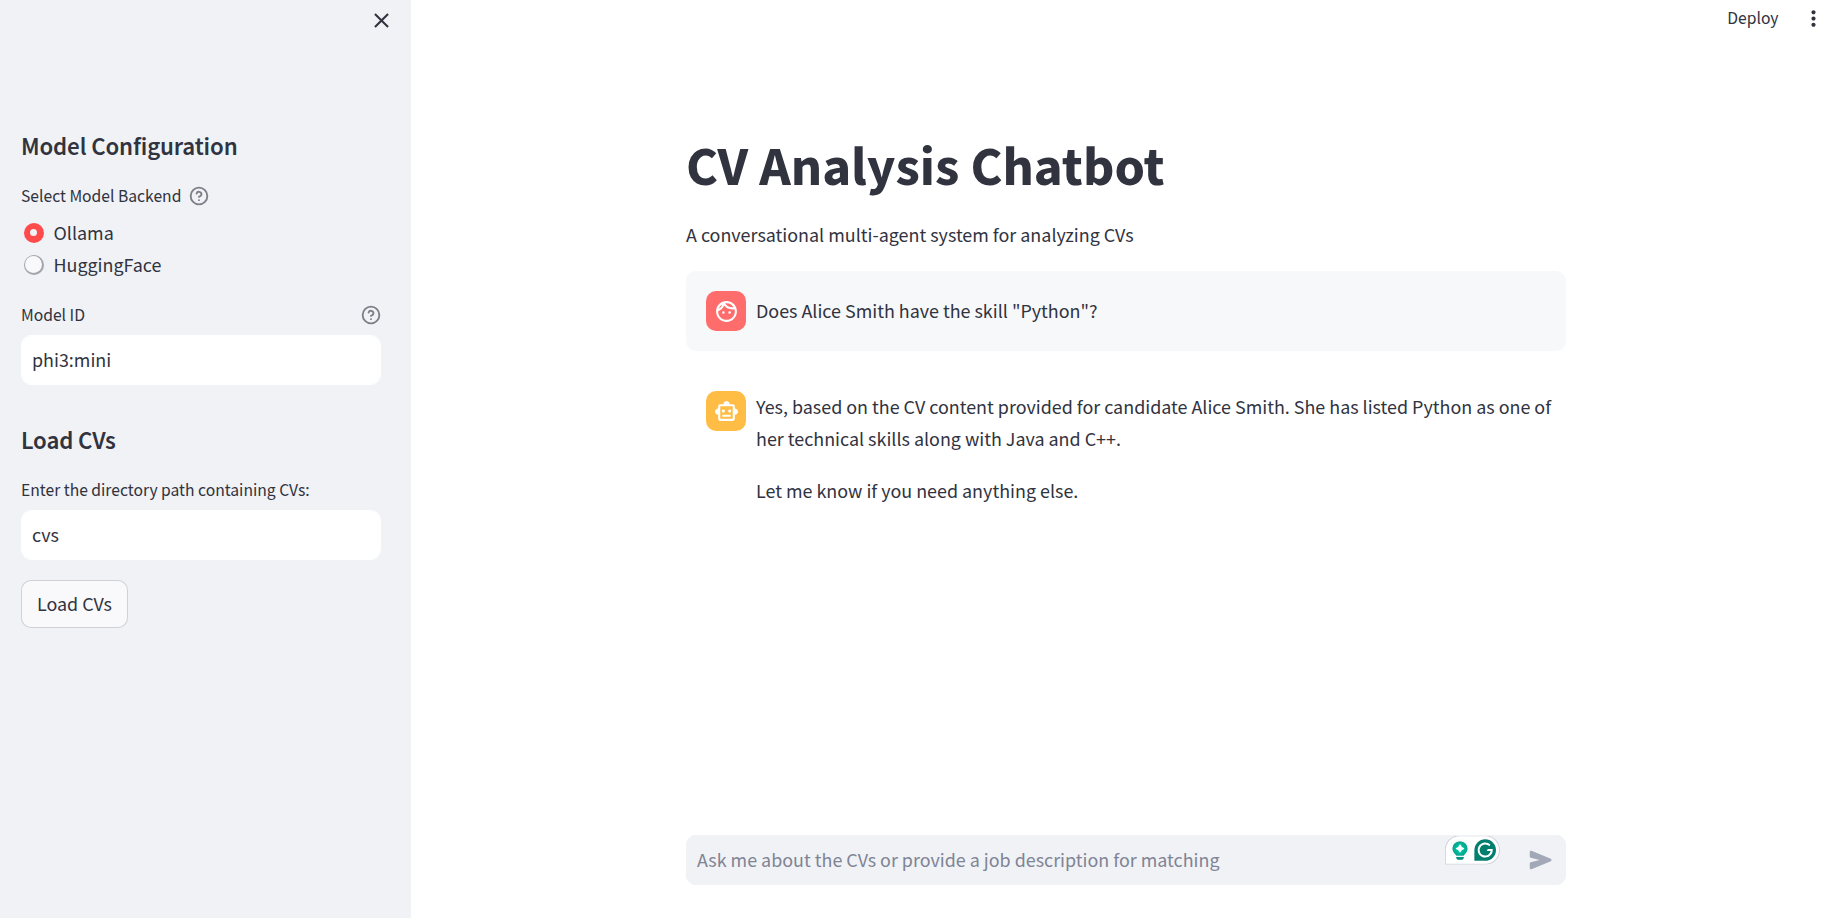 Deploy
Model Configuration
Select Model Backend
Ollama
HuggingFace
Model ID
phi3:mini
Load CVs
Enter the directory path containing CVs:
cvs
Load CVs
CV Analysis Chatbot
A conversational multi-agent system for analyzing CVs
Does Alice Smith have the skill "Python"?
Yes, based on the CV content provided for candidate Alice Smith. She has listed Python as one of
her technical skills along with Java and C++.
Let me know if you need anything else.
Ask me about the CVs or provide a job description for matching